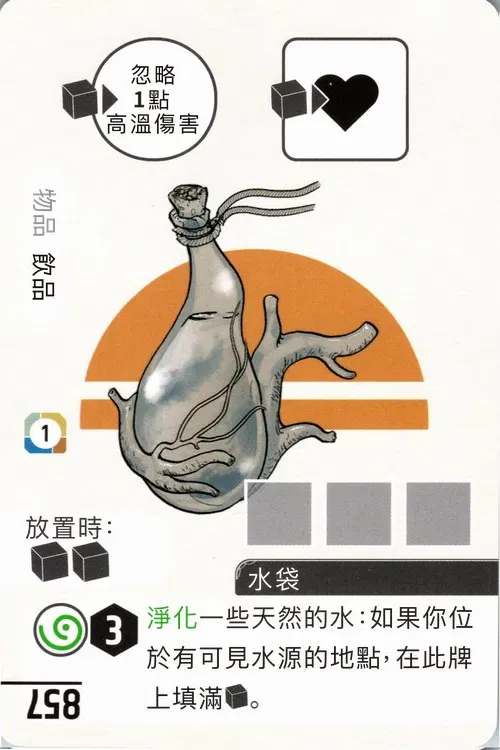 忽略
1點
高溫傷害
物品 飲品
1
放置時:
水袋
3
淨化一些天然的水:如果你位
於有可見水源的地點,在此牌
上填滿。
857